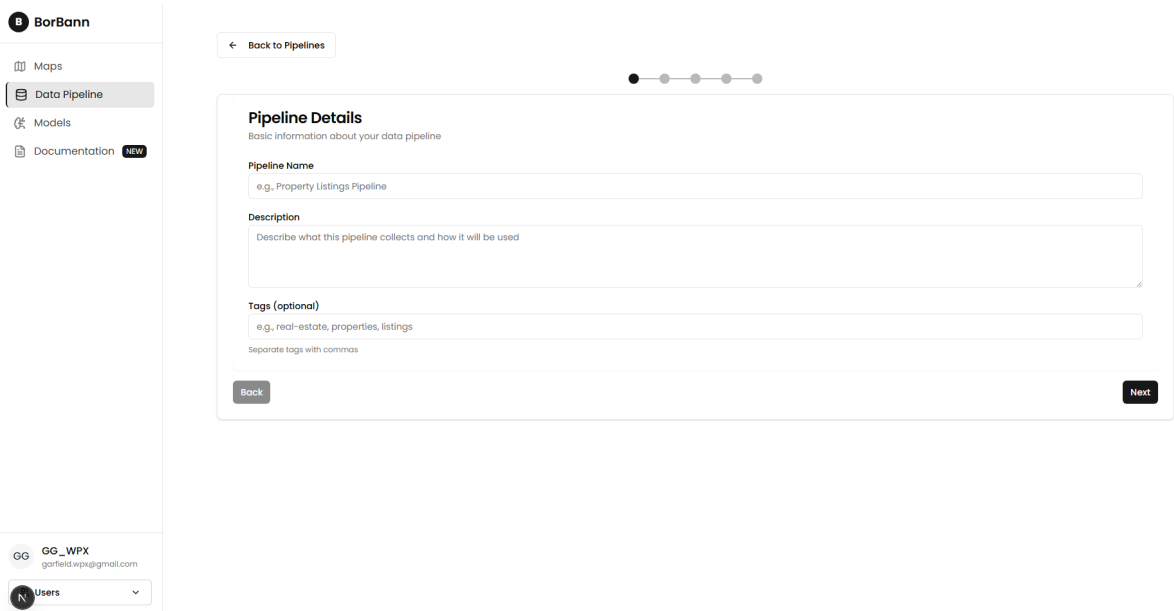 B BorBann
Maps
Data Pipeline
Models
Documentation NEW
GG GG_WPX
garfield.wpx@gmail.com
N Users
Back to Pipelines
Pipeline Details
Basic information about your data pipeline
Pipeline Name
e.g., Property Listings Pipeline
Description
Describe what this pipeline collects and how it will be used
Tags (optional)
e.g., real-estate, properties, listings
Separate tags with commas
Back
Next